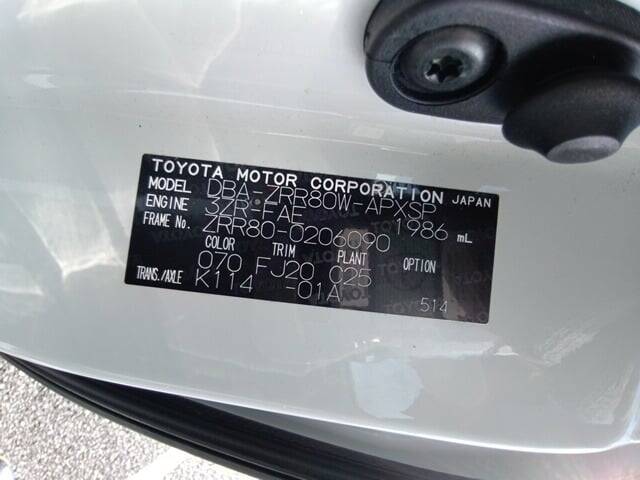 TOYOTA MOTOR CORPORATION JAPAN
MODEL DBA-ZRR80W-APXSP
ENGINE 3ZR-FAE 1986 mL
FRAME No. ZRR80-0206090
COLOR TRIM PLANT OPTION
070 FJ20 C25
TRANS./AXLE K114 -01A
514